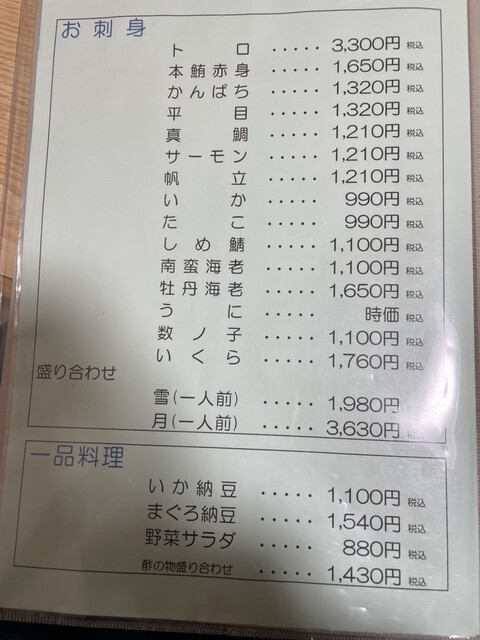 お刺身
トロ ‥‥‥ 3,300円 税込
本鮪赤身 ‥‥‥ 1,650円 税込
かんぱち ‥‥‥ 1,320円 税込
平目 ‥‥‥ 1,320円 税込
真鯛 ‥‥‥ 1,210円 税込
サーモン ‥‥‥ 1,210円 税込
帆立 ‥‥‥ 1,210円 税込
いか ‥‥‥ 990円 税込
たこ ‥‥‥ 990円 税込
しめ鯖 ‥‥‥ 1,100円 税込
南蛮海老 ‥‥‥ 1,100円 税込
牡丹海老 ‥‥‥ 1,650円 税込
うに ‥‥‥ 時価 税込
数ノ子 ‥‥‥ 1,100円 税込
いくら ‥‥‥ 1,760円 税込
盛り合わせ
雪(一人前) ‥‥‥ 1,980円 税込
月(一人前) ‥‥‥ 3,630円 税込
一品料理
いか納豆 ‥‥‥ 1,100円 税込
まぐろ納豆 ‥‥‥ 1,540円 税込
野菜サラダ ‥‥‥ 880円 税込
酢の物盛り合わせ ‥‥‥ 1,430円 税込